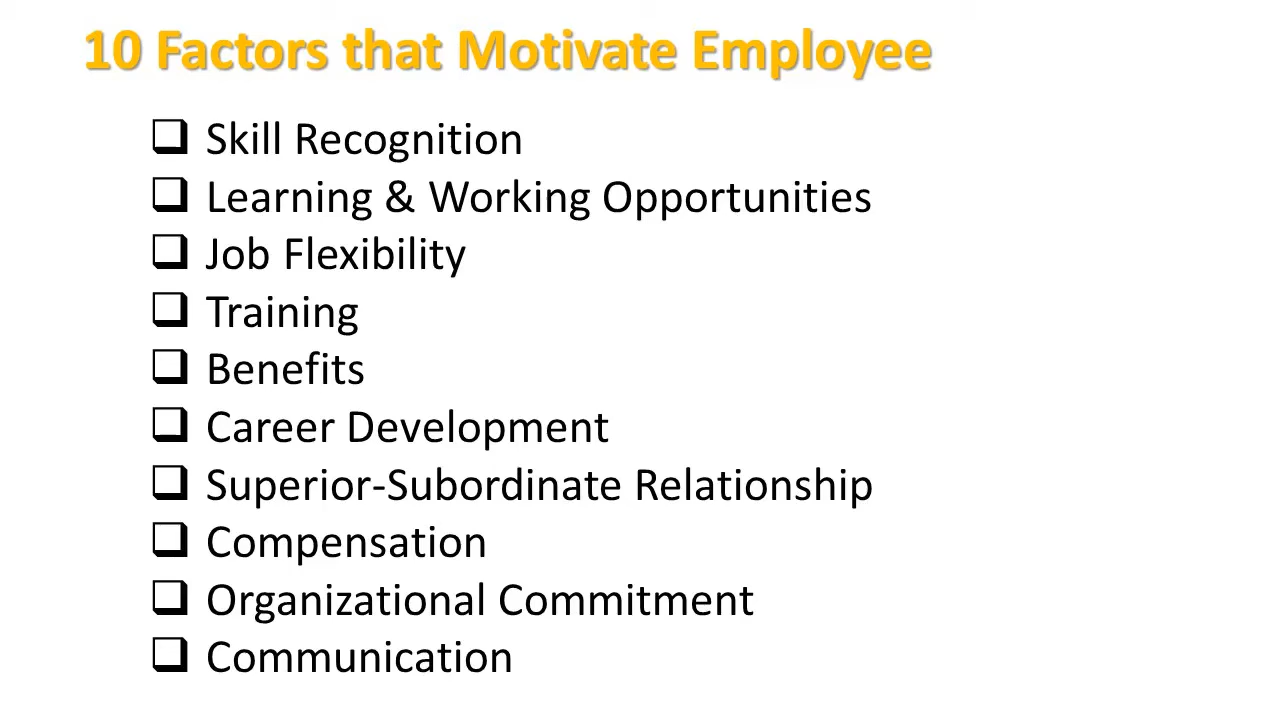 10 Factors that Motivate Employee
Skill Recognition
Learning & Working Opportunities
Job Flexibility
Training
Benefits
Career Development
Superior-Subordinate Relationship
Compensation
Organizational Commitment
Communication